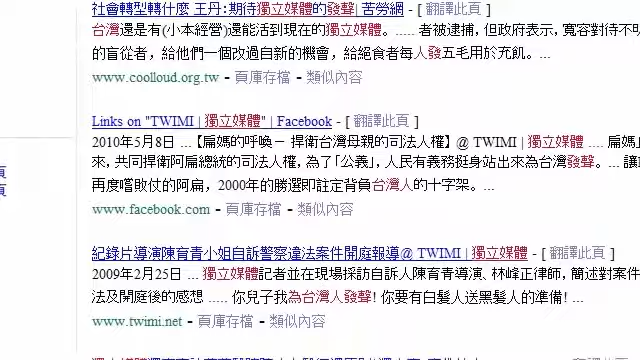 社會轉型轉什麼 王丹:期待獨立媒體的發聲| 苦勞網 - [ 翻譯此頁 ]
台灣還是有(小本經營)還能活到現在的獨立媒體。..... 者被逮捕，但政府表示，寬容對待不明
的盲從者，給他們一個改過自新的機會，給絕食者每人發五毛用於充飢。...
www.coolloud.org.tw - 頁庫存檔 - 類似內容
Links on "TWIMI | 獨立媒體" | Facebook - [ 翻譯此頁 ]
2010年5月8日 ... 【扁媽的呼喚－ 捍衛台灣母親的司法人權】@ TWIMI | 獨立媒體 .... 扁媽
頁
來，共同捍衛阿扁總統的司法人權，為了「公義」，人民有義務挺身站出來為台灣發聲。... 讓
頁
再度嚐敗仗的阿扁，2000年的勝選即註定背負台灣人的十字架。...
www.facebook.com - 頁庫存檔 - 類似內容
紀錄片導演陳育青小姐自訴警察違法案件開庭報導@ TWIMI | 獨立媒體 - [ 翻譯此頁 ]
2009年2月25日 ... 獨立媒體記者並在現場採訪自訴人陳育青導演、林峰正律師，簡述對案件
法及開庭後的感想 ..... 你兒子我為台灣人發聲! 你要有白髮人送黑髮人的準備! ...
www.twimi.net - 頁庫存檔 - 類似內容